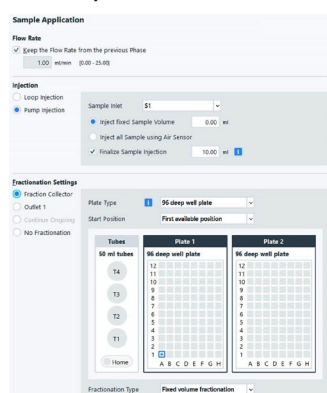 Sample Application
Flow Rate
Keep the Flow Rate from the previous Phase
1.00 ml/min [0.00 - 25.00]
Injection
Loop Injection
Pump Injection
Sample Inlet S1
Inject fixed Sample Volume 0.00 ml
Inject all Sample using Air Sensor
Finalize Sample Injection 10.00 ml i
Fractionation Settings
Fraction Collector
Outlet 1
Continue Ongoing
No Fractionation
Plate Type i 96 deep well plate
Start Position First available position
Tubes Plate 1 Plate 2
50 ml tubes 96 deep well plate 96 deep well plate
T4
T3
T2
T1
Home
12
11
10
9
8
7
6
5
4
3
2
1
A B C D E F G H
12
11
10
9
8
7
6
5
4
3
2
1
A B C D E F G H
Fractionation Type Fixed volume fractionation